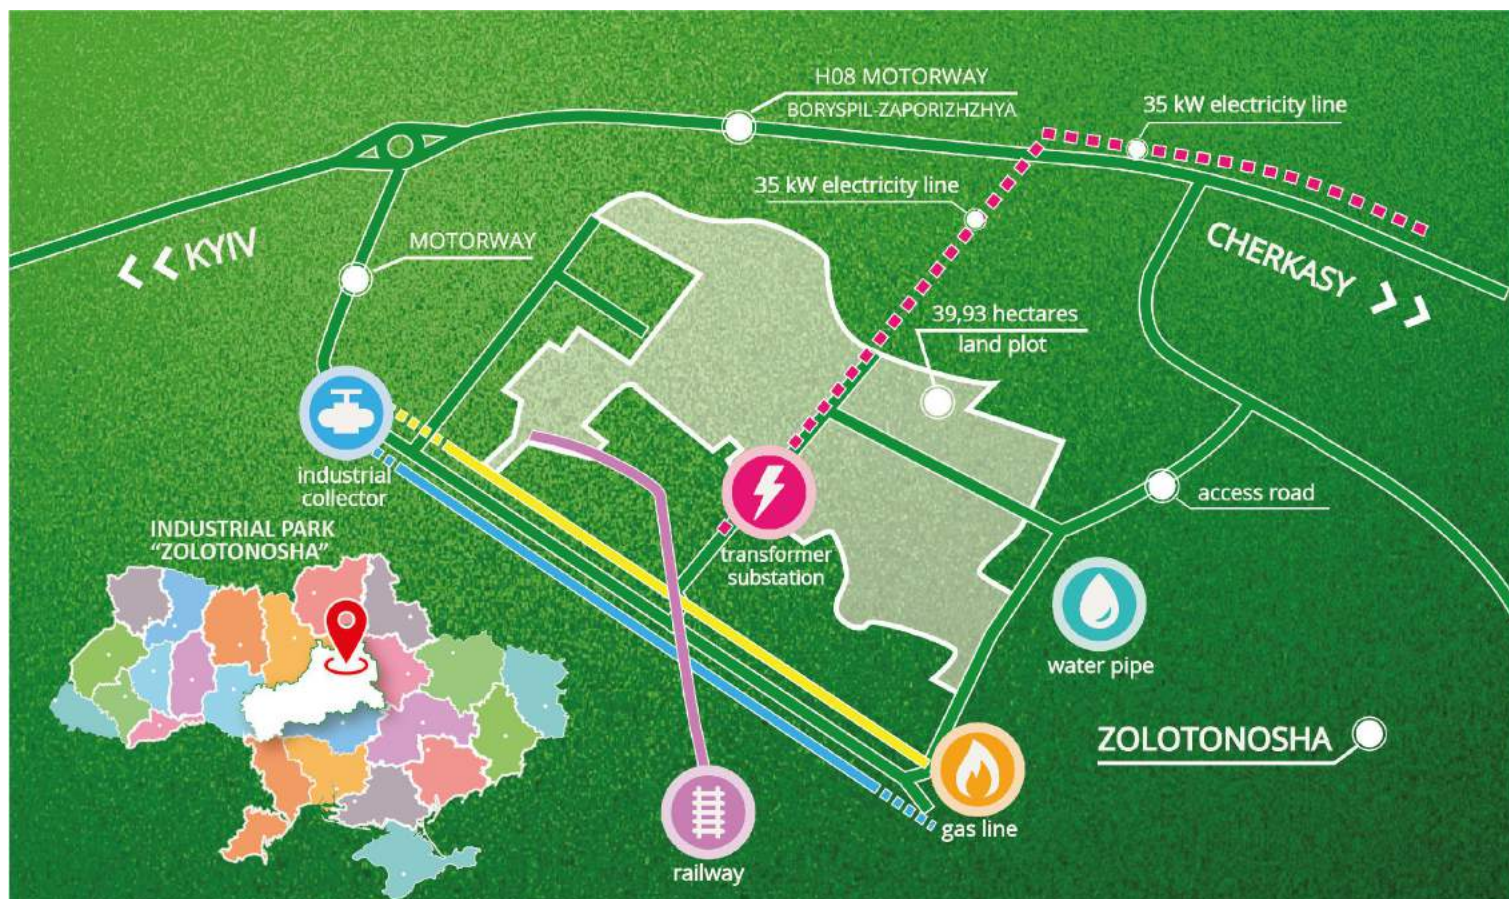 H08 MOTORWAY
BORYSPIL-ZAPORIZHZHYA
35 kW electricity line
35 kW electricity line
KYIV
MOTORWAY
CHERKASY
39,93 hectares
land plot
industrial
collector
access road
INDUSTRIAL PARK
“ZOLOTONOSHA”
transformer
substation
water pipe
ZOLOTONOSHA
gas line
railway